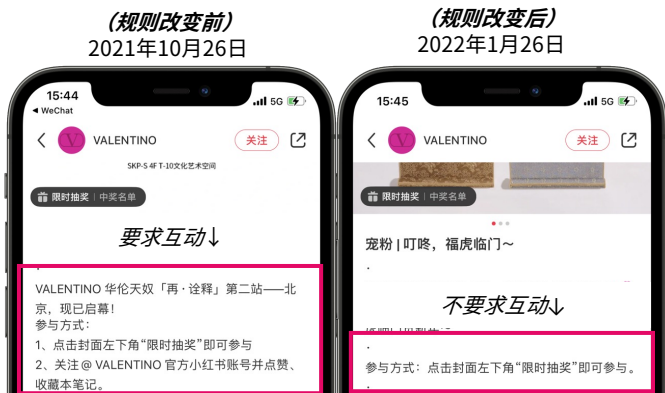 （规则改变前）
2021年10月26日
15:44
◀ WeChat
5G
VALENTINO
关注
SKP-S 4F T-10文化艺术空间
限时抽奖 | 中奖名单
要求互动↓
VALENTINO 华伦天奴「再·诠释」第二站——北
京，现已启幕！
参与方式：
1、点击封面左下角“限时抽奖”即可参与
2、关注@ VALENTINO 官方小红书账号并点赞、
收藏本笔记。
（规则改变后）
2022年1月26日
15:45
5G
VALENTINO
关注
限时抽奖 | 中奖名单
宠粉 | 叮咚，福虎临门～
.
不要求互动↓
.
参与方式：点击封面左下角“限时抽奖”即可参与。
.